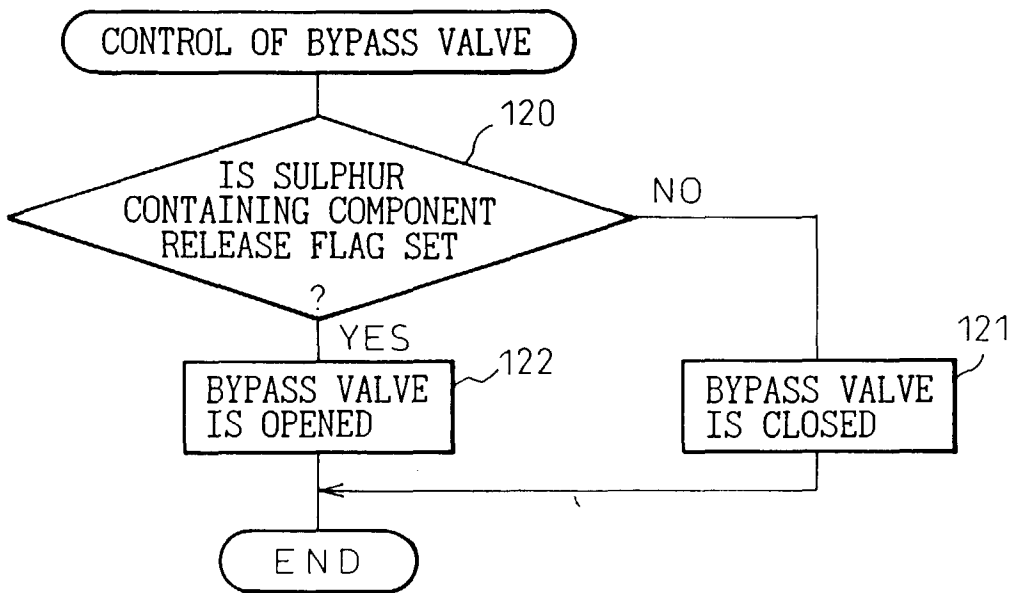 CONTROL OF BYPASS VALVE
120
IS SULPHUR
CONTAINING COMPONENT
RELEASE FLAG SET
?
NO
YES
122
BYPASS VALVE
IS OPENED
121
BYPASS VALVE
IS CLOSED
END